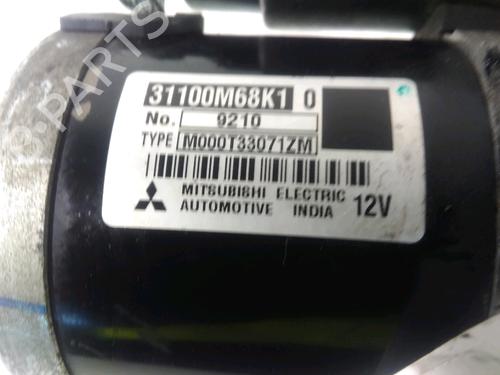 31100M68K1 0
No. 9210
TYPE M000T33071ZM
MITSUBISHI ELECTRIC
AUTOMOTIVE INDIA 12V
B-PARTS